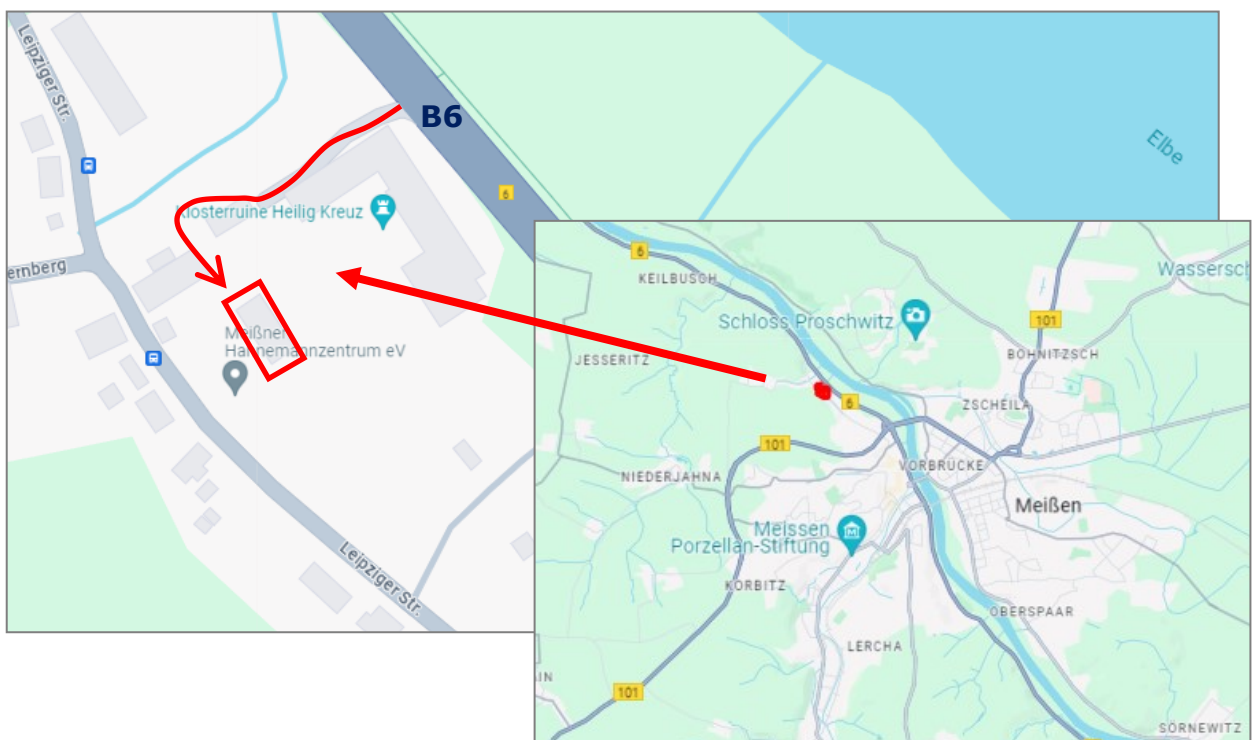 Leipziger Str.
B6
Elbe
6
Klosterruine Heilig Kreuz
ernberg
Meißner
Hahnemannzentrum eV
Leipziger Str.
6
KEILBUSCH
Wassersch
Schloss Proschwitz
101
BOHNITZSCH
JESSERITZ
6
ZSCHEILA
101
VORBRÜCKE
NIEDERJAHNA
Meißen
Meissen
Porzellan-Stiftung
KORBITZ
OBERSPAAR
LERCHA
AIN
101
SÖRNEWITZ